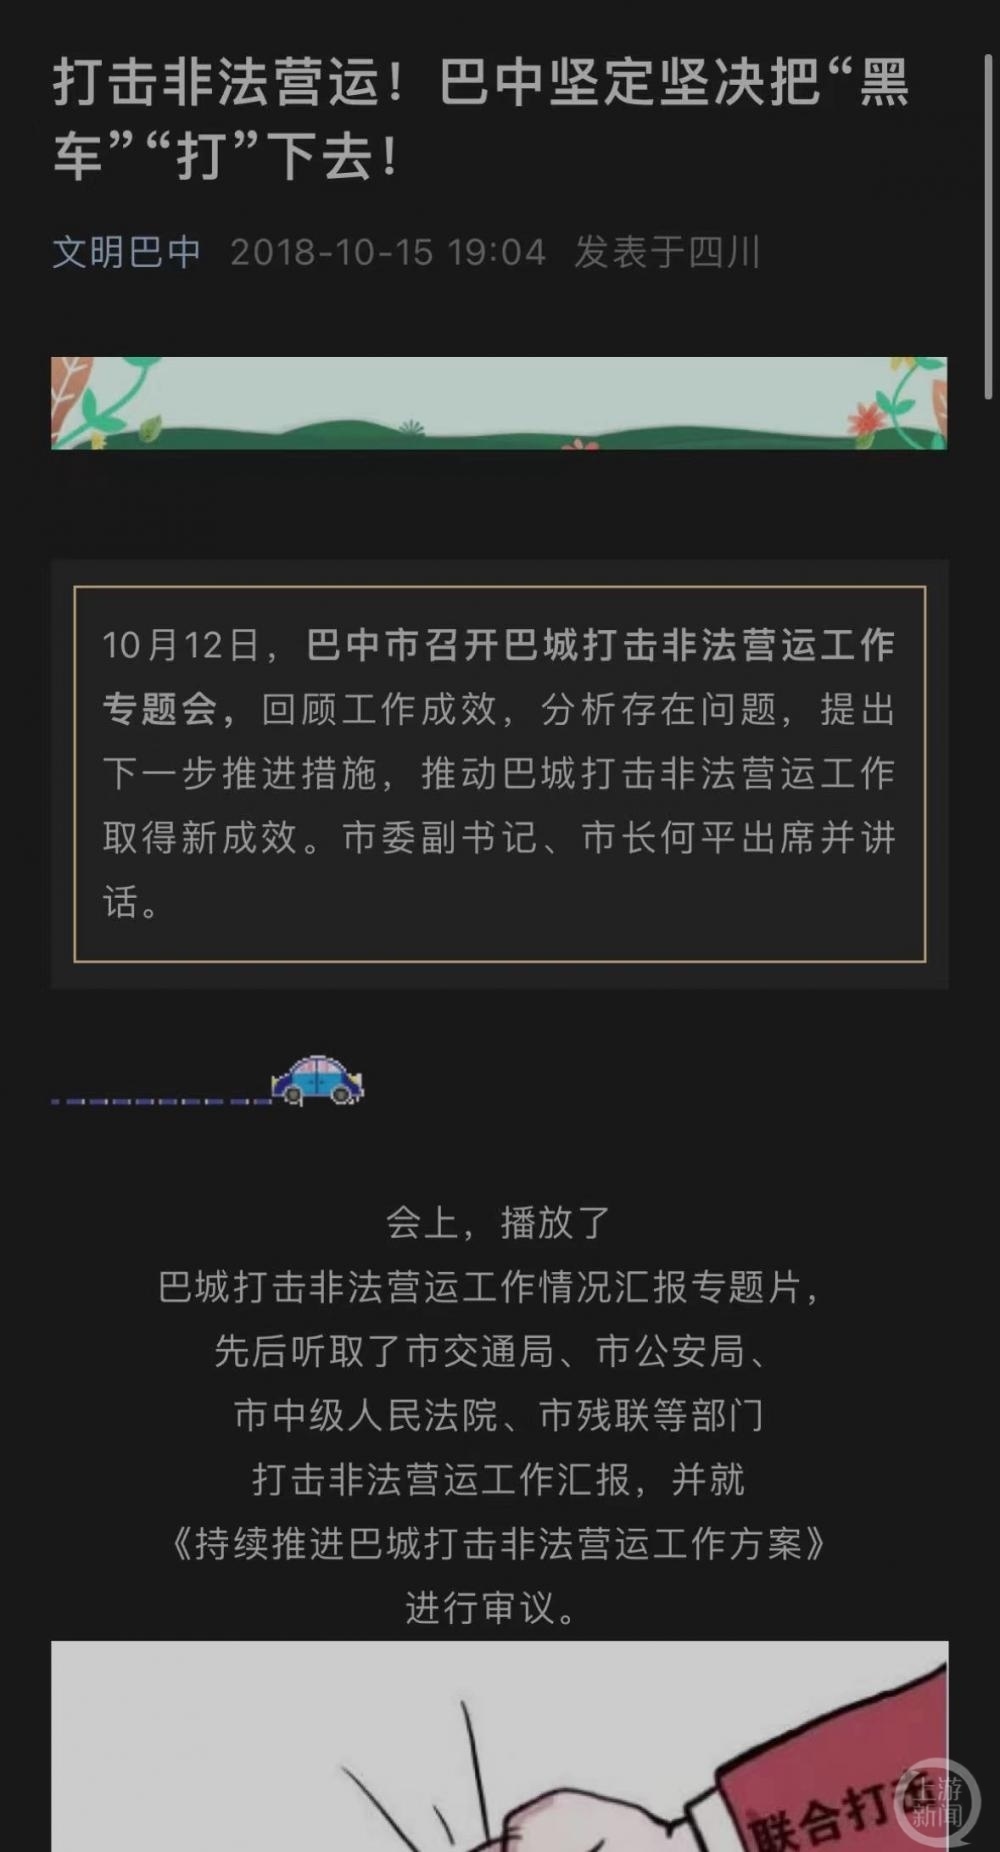 打击非法营运！巴中坚定坚决把“黑
车”“打”下去！
文明巴中 2018-10-15 19:04 发表于四川
10月12日，巴中市召开巴城打击非法营运工作
专题会，回顾工作成效，分析存在问题，提出
下一步推进措施，推动巴城打击非法营运工作
取得新成效。市委副书记、市长何平出席并讲
话。
会上，播放了
巴城打击非法营运工作情况汇报专题片，
先后听取了市交通局、市公安局、
市中级人民法院、市残联等部门
打击非法营运工作汇报，并就
《持续推进巴城打击非法营运工作方案》
进行审议。
联合打
上游
新闻